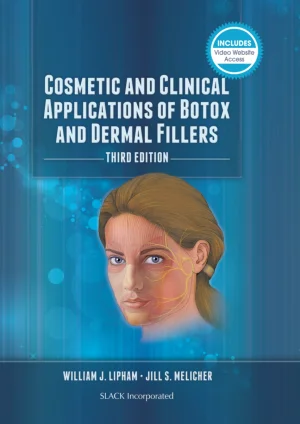 INCLUDES
Video Website
Access
COSMETIC AND CLINICAL
APPLICATIONS OF BOTOX
AND DERMAL FILLERS
THIRD EDITION
WILLIAM J. LIPHAM • JILL S. MELICHER
SLACK Incorporated